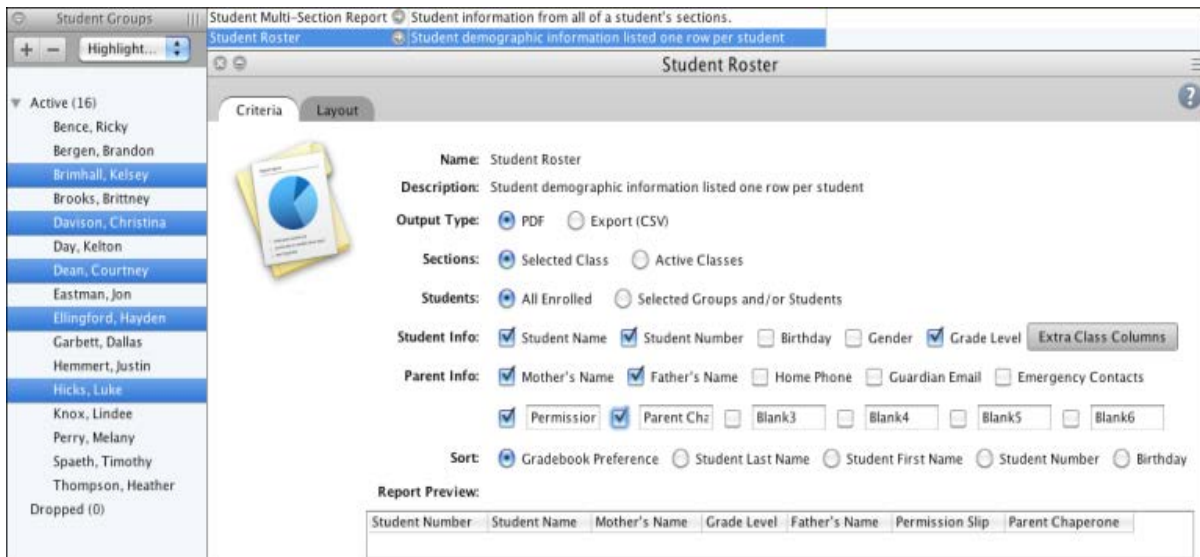 Student Groups
Highlight...
Active (16)
Bence, Ricky
Bergen, Brandon
Brimhall, Kelsey
Brooks, Brittney
Davison, Christina
Day, Kelton
Dean, Courtney
Eastman, Jon
Ellingford, Hayden
Garbett, Dallas
Hemmert, Justin
Hicks, Luke
Knox, Lindee
Perry, Melany
Spaeth, Timothy
Thompson, Heather
Dropped (0)
Student Multi-Section Report Student information from all of a student's sections.
Student Roster Student demographic information listed one row per student
Student Roster
?
Criteria Layout
Name: Student Roster
Description: Student demographic information listed one row per student
Output Type: PDF Export (CSV)
Sections: Selected Class Active Classes
Students: All Enrolled Selected Groups and/or Students
Student Info: Student Name Student Number Birthday Gender Grade Level Extra Class Columns
Parent Info: Mother's Name Father's Name Home Phone Guardian Email Emergency Contacts
Permission Parent Cha Blank3 Blank4 Blank5 Blank6
Sort: Gradebook Preference Student Last Name Student First Name Student Number Birthday
Report Preview:
Student Number Student Name Mother's Name Grade Level Father's Name Permission Slip Parent Chaperone